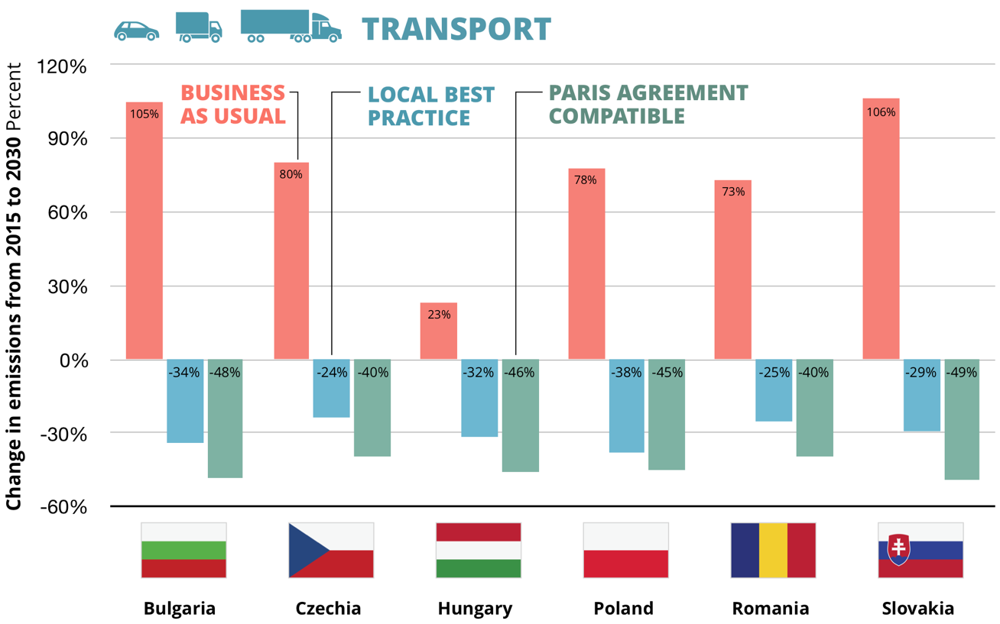 TRANSPORT
Change in emissions from 2015 to 2030 Percent
120%
90%
60%
30%
0%
-30%
-60%
BUSINESS
AS USUAL
LOCAL BEST
PRACTICE
PARIS AGREEMENT
COMPATIBLE
105%
-34%
-48%
80%
-24%
-40%
23%
-32%
-46%
78%
-38%
-45%
73%
-25%
-40%
106%
-29%
-49%
Bulgaria
Czechia
Hungary
Poland
Romania
Slovakia